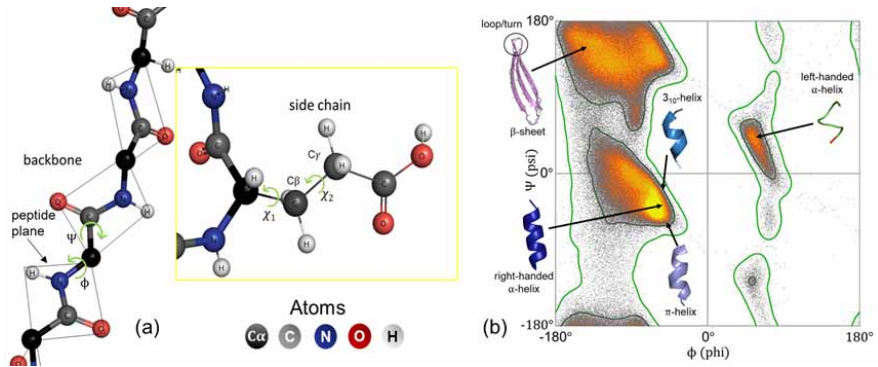 backbone
peptide
plane
Ψ
ϕ
(a)
side chain
Cγ
Cβ
χ₁
χ₂
H
H
H
H
H
H
H
H
H
N
N
N
N
O
O
O
O
O
O
Atoms
Cα C N O H
loop/turn
β-sheet
right-handed
α-helix
(b)
180°
Ψ (psi)
0°
-180°
3₁₀-helix
left-handed
α-helix
π-helix
-180° 0° 180°
ϕ (phi)